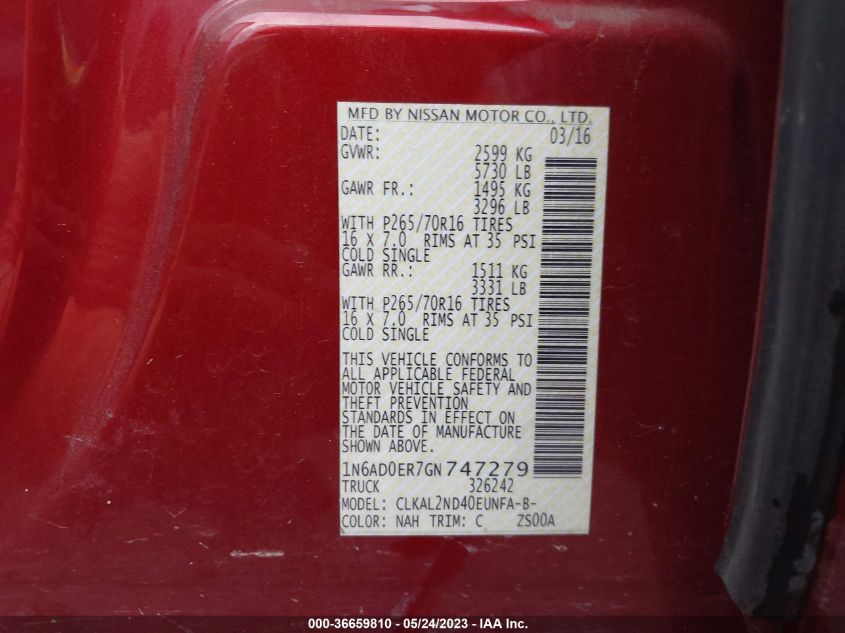 MFD BY NISSAN MOTOR CO., LTD.
DATE: 03/16
GVWR: 2599 KG
5730 LB
GAWR FR.: 1495 KG
3296 LB
WITH P265/70R16 TIRES
16 X 7.0 RIMS AT 35 PSI
COLD SINGLE
GAWR RR.: 1511 KG
3331 LB
WITH P265/70R16 TIRES
16 X 7.0 RIMS AT 35 PSI
COLD SINGLE
THIS VEHICLE CONFORMS TO
ALL APPLICABLE FEDERAL
MOTOR VEHICLE SAFETY AND
THEFT PREVENTION
STANDARDS IN EFFECT ON
THE DATE OF MANUFACTURE
SHOWN ABOVE.
1N6AD0ER7GN747279
TRUCK 326242
MODEL: CLKAL2ND40EUNFA-B-
COLOR: NAH TRIM: C ZS00A
000-36659810 - 05/24/2023 - IAA Inc.